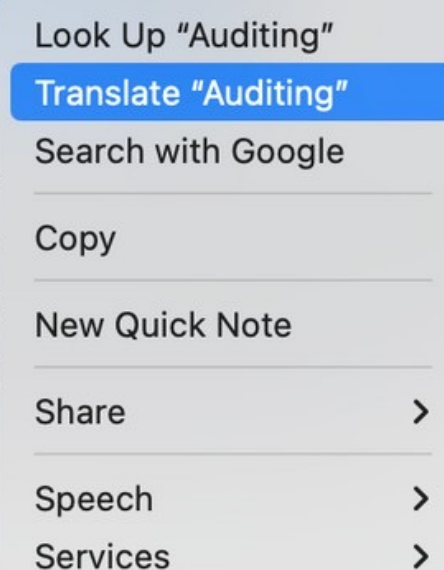 Look Up “Auditing”
Translate “Auditing”
Search with Google
Copy
New Quick Note
Share
Speech
Services